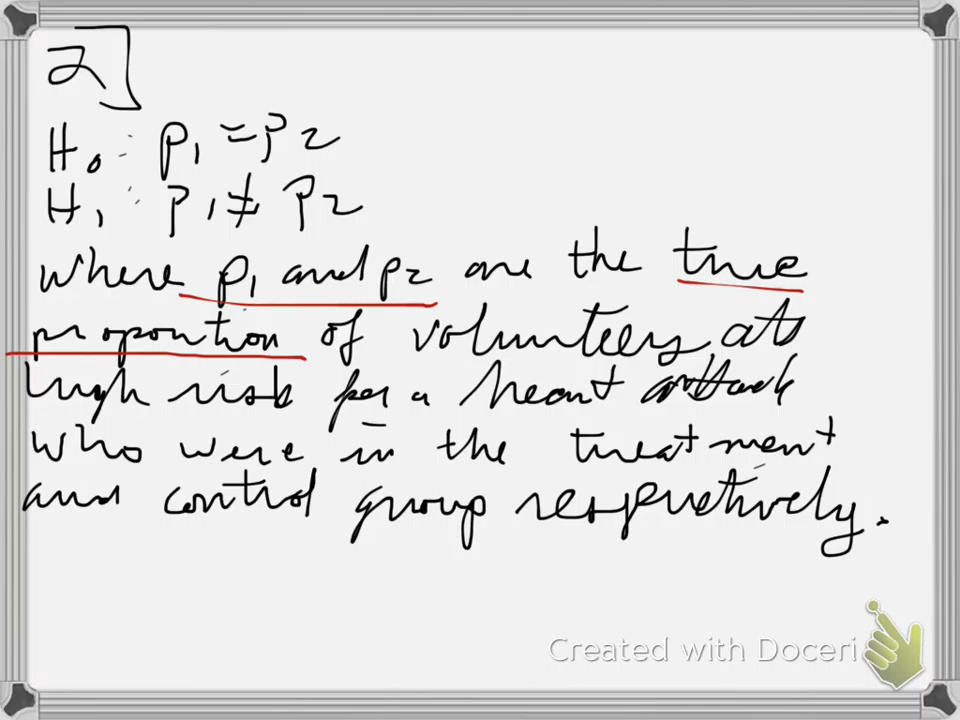 2]
H0: p1 = p2
H1: p1 ≠ p2
where p1 and p2 are the true
proportion of volunteers at
high risk for a heart attack
who were in the treatment
and control group respectively.
Created with Doceri